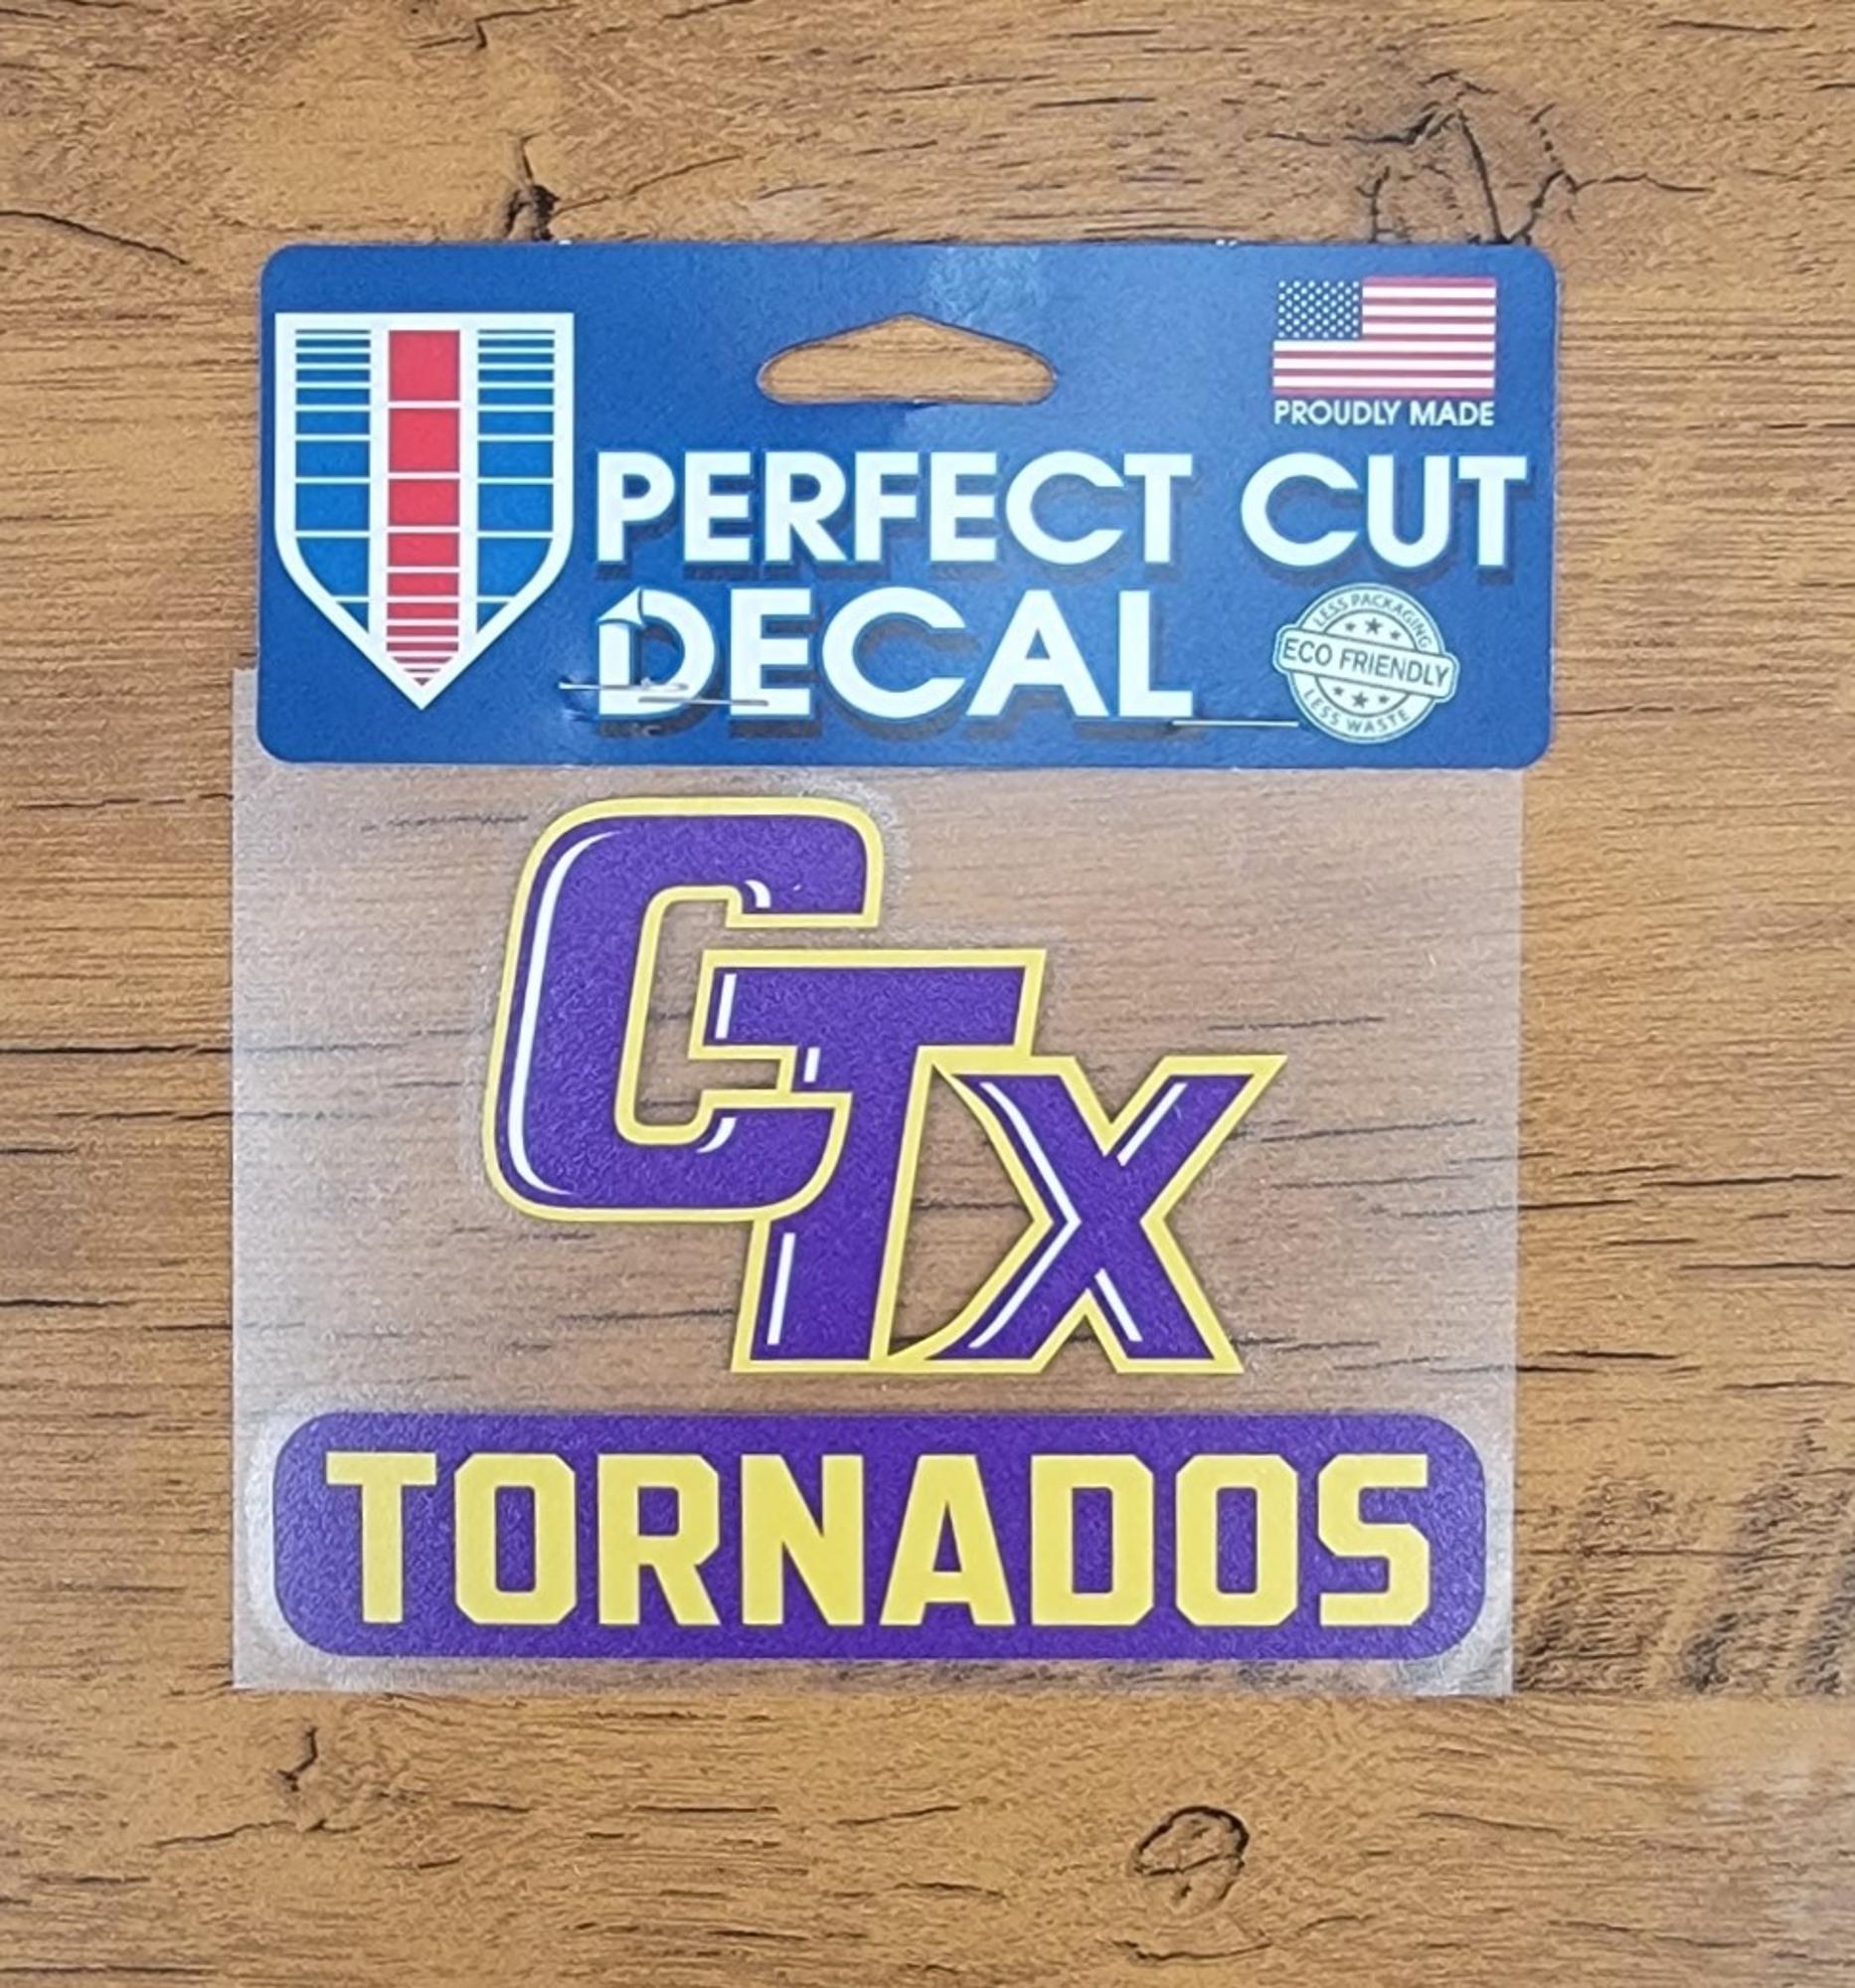 PROUDLY MADE
PERFECT CUT
DECAL
LESS PACKAGING
ECO FRIENDLY
LESS WASTE
CTX
TORNADOS